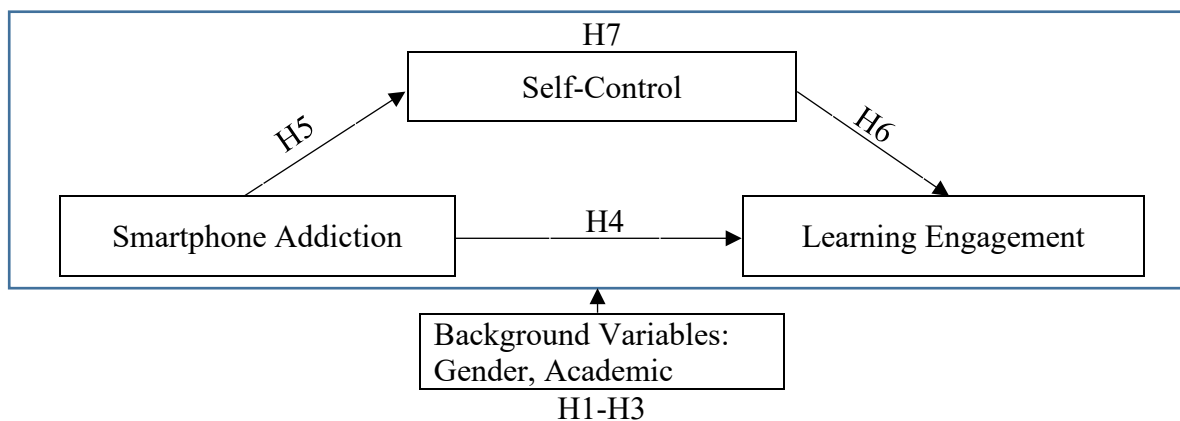 H7
Self-Control
H5
H6
Smartphone Addiction
H4
Learning Engagement
Background Variables:
Gender, Academic
H1-H3